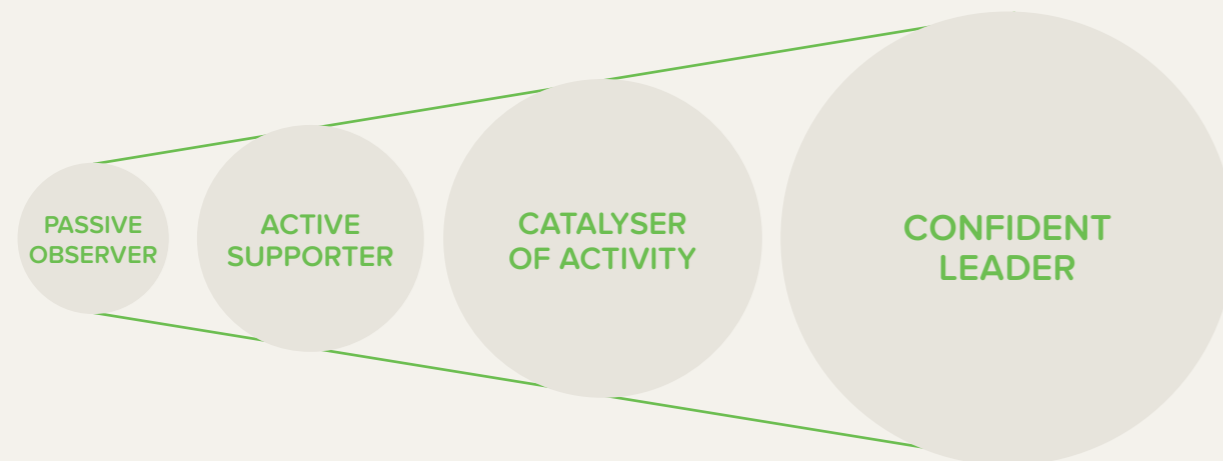 PASSIVE
OBSERVER
ACTIVE
SUPPORTER
CATALYSER
OF ACTIVITY
CONFIDENT
LEADER